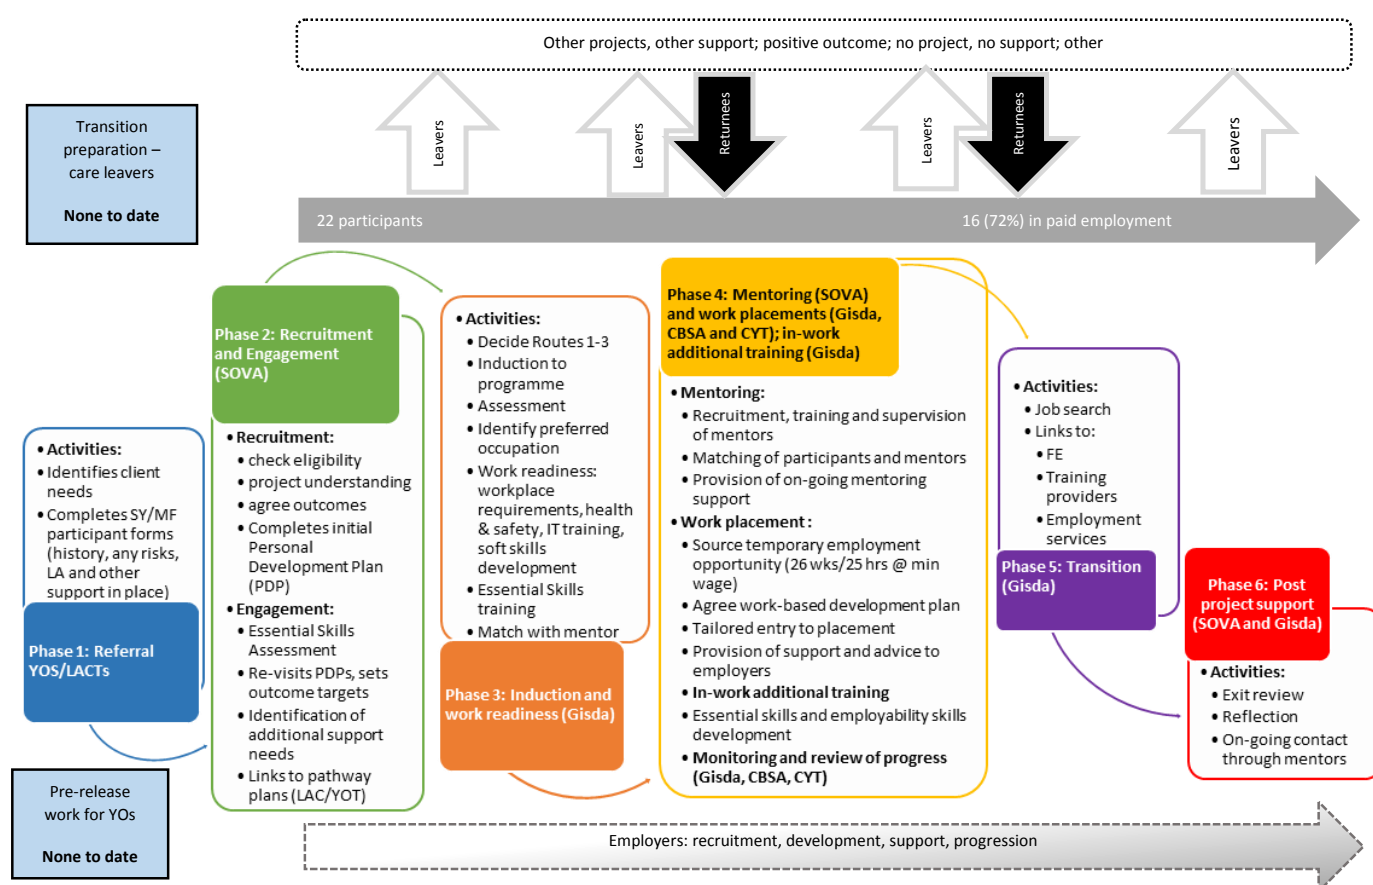 Other projects, other support; positive outcome; no project, no support; other
Transition
preparation –
care leavers
None to date
Leavers
Leavers
Returnees
Leavers
Returnees
Leavers
22 participants
16 (72%) in paid employment
• Activities:
• Identifies client
needs
• Completes SY/MF
participant forms
(history, any risks,
LA and other
support in place)
Phase 1: Referral
YOS/LACTs
Phase 2: Recruitment
and Engagement
(SOVA)
• Recruitment:
• check eligibility
• project understanding
• agree outcomes
• Completes initial
Personal
Development Plan
(PDP)
• Engagement:
• Essential Skills
Assessment
• Re-visits PDPs, sets
outcome targets
• Identification of
additional support
needs
• Links to pathway
plans (LAC/YOT)
• Activities:
• Decide Routes 1-3
• Induction to
programme
• Assessment
• Identify preferred
occupation
• Work readiness:
workplace
requirements, health
& safety, IT training,
soft skills
development
• Essential Skills
training
• Match with mentor
Phase 3: Induction and
work readiness (Gisda)
Phase 4: Mentoring (SOVA)
and work placements (Gisda,
CBSA and CYT); in-work
additional training (Gisda)
• Mentoring:
• Recruitment, training and supervision
of mentors
• Matching of participants and mentors
• Provision of on-going mentoring
support
• Work placement :
• Source temporary employment
opportunity (26 wks/25 hrs @ min
wage)
• Agree work-based development plan
• Tailored entry to placement
• Provision of support and advice to
employers
• In-work additional training
• Essential skills and employability skills
development
• Monitoring and review of progress
(Gisda, CBSA, CYT)
• Activities:
• Job search
• Links to:
• FE
• Training
providers
• Employment
services
Phase 5: Transition
(Gisda)
Phase 6: Post
project support
(SOVA and Gisda)
• Activities:
• Exit review
• Reflection
• On-going contact
through mentors
Pre-release
work for YOs
None to date
Employers: recruitment, development, support, progression